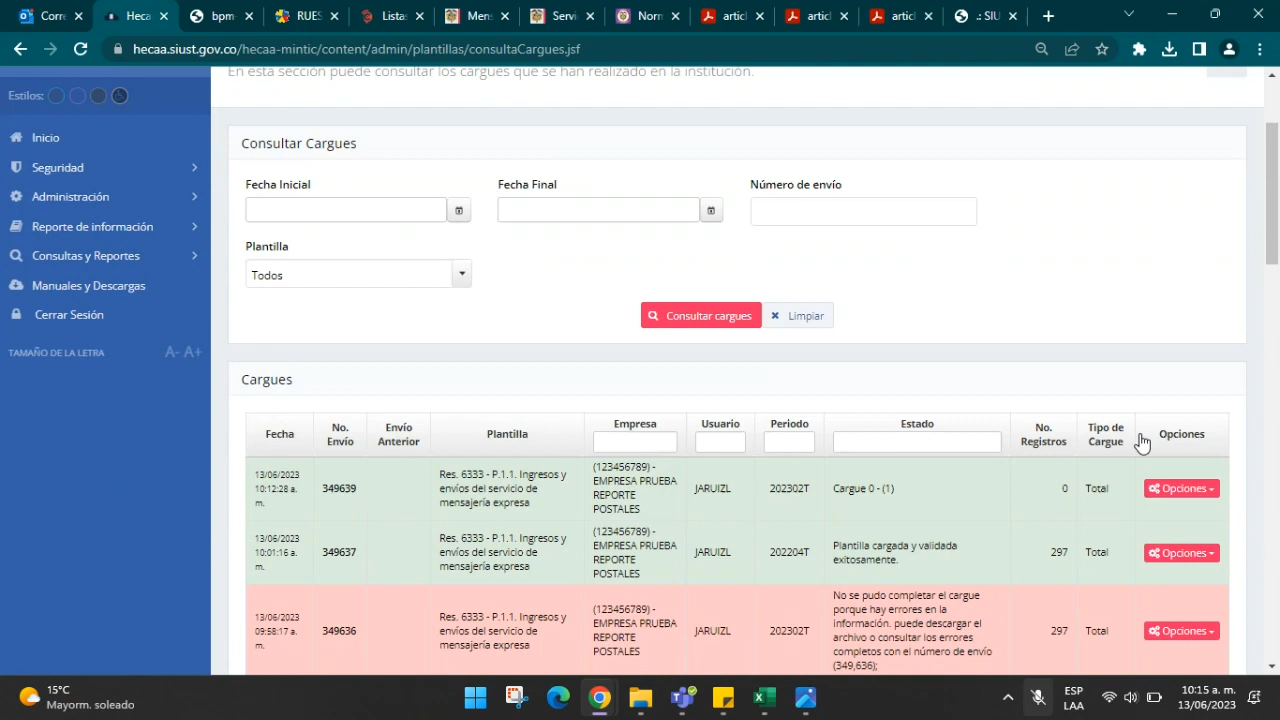 Corre
Hecaa
bpm
RUES
Listas
Mens
Servi
Norm
artic
artic
artic
.: SIU
hecaa.siust.gov.co/hecaa-mintic/content/admin/plantillas/consultaCargues.jsf
En esta sección puede consultar los cargues que se han realizado en la institución.
Estilos:
Inicio
Seguridad
Administración
Reporte de información
Consultas y Reportes
Manuales y Descargas
Cerrar Sesión
TAMAÑO DE LA LETRA A- A+
Consultar Cargues
Fecha Inicial
Fecha Final
Número de envío
Plantilla
Todos
Consultar cargues
Limpiar
Cargues
Fecha
No.
Envío
Envío
Anterior
Plantilla
Empresa
Usuario
Periodo
Estado
No.
Registros
Tipo de
Cargue
Opciones
13/06/2023
10:12:28 a.
m.
349639
Res. 6333 - P.1.1. Ingresos y
envíos del servicio de
mensajería expresa
(123456789) -
EMPRESA PRUEBA
REPORTE
POSTALES
JARUIZL
202302T
Cargue 0 - (1)
0
Total
Opciones
13/06/2023
10:01:16 a.
m.
349637
Res. 6333 - P.1.1. Ingresos y
envíos del servicio de
mensajería expresa
(123456789) -
EMPRESA PRUEBA
REPORTE
POSTALES
JARUIZL
202204T
Plantilla cargada y validada
exitosamente.
297
Total
Opciones
13/06/2023
09:58:17 a.
m.
349636
Res. 6333 - P.1.1. Ingresos y
envíos del servicio de
mensajería expresa
(123456789) -
EMPRESA PRUEBA
REPORTE
POSTALES
JARUIZL
202302T
No se pudo completar el cargue
porque hay errores en la
información. puede descargar el
archivo o consultar los errores
completos con el número de envío
(349,636);
297
Total
Opciones
15°C
Mayorm. soleado
ESP
LAA
10:15 a. m.
13/06/2023